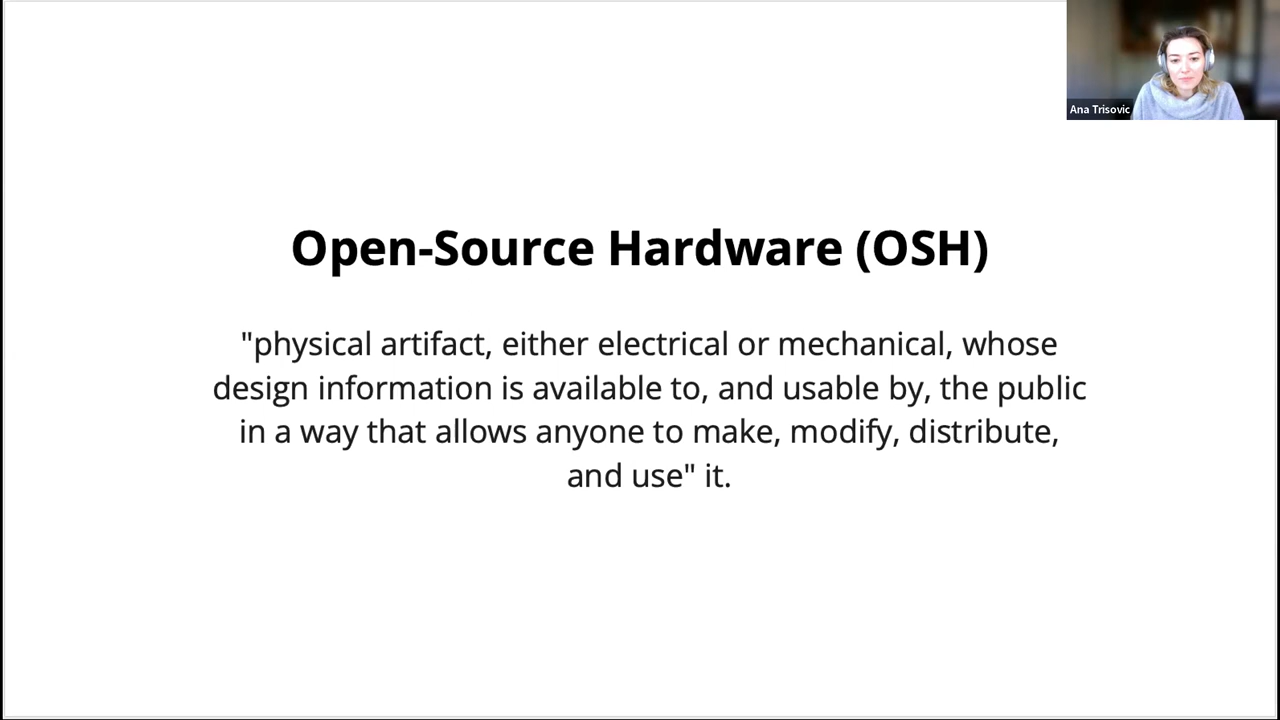 Ana Trisovic
Open-Source Hardware (OSH)
"physical artifact, either electrical or mechanical, whose
design information is available to, and usable by, the public
in a way that allows anyone to make, modify, distribute,
and use" it.